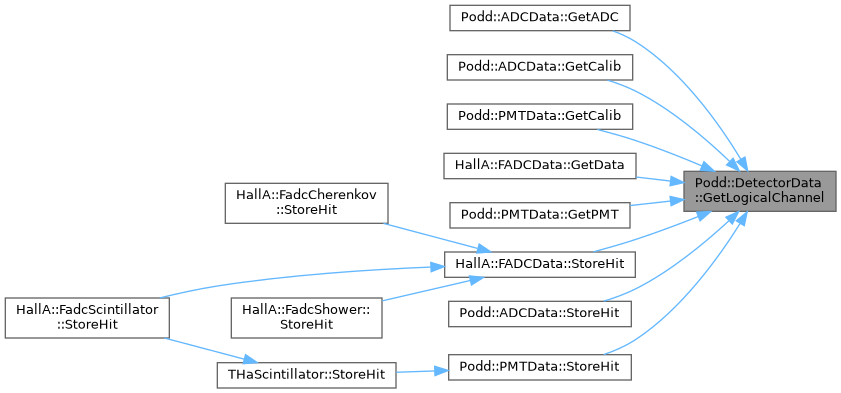 Podd::ADCData::GetADC
Podd::ADCData::GetCalib
Podd::PMTData::GetCalib
HallA::FADCData::GetData
Podd::DetectorData
::GetLogicalChannel
HallA::FadcCherenkov
::StoreHit
Podd::PMTData::GetPMT
HallA::FADCData::StoreHit
HallA::FadcScintillator
::StoreHit
HallA::FadcShower::
StoreHit
Podd::ADCData::StoreHit
THaScintillator::StoreHit
Podd::PMTData::StoreHit